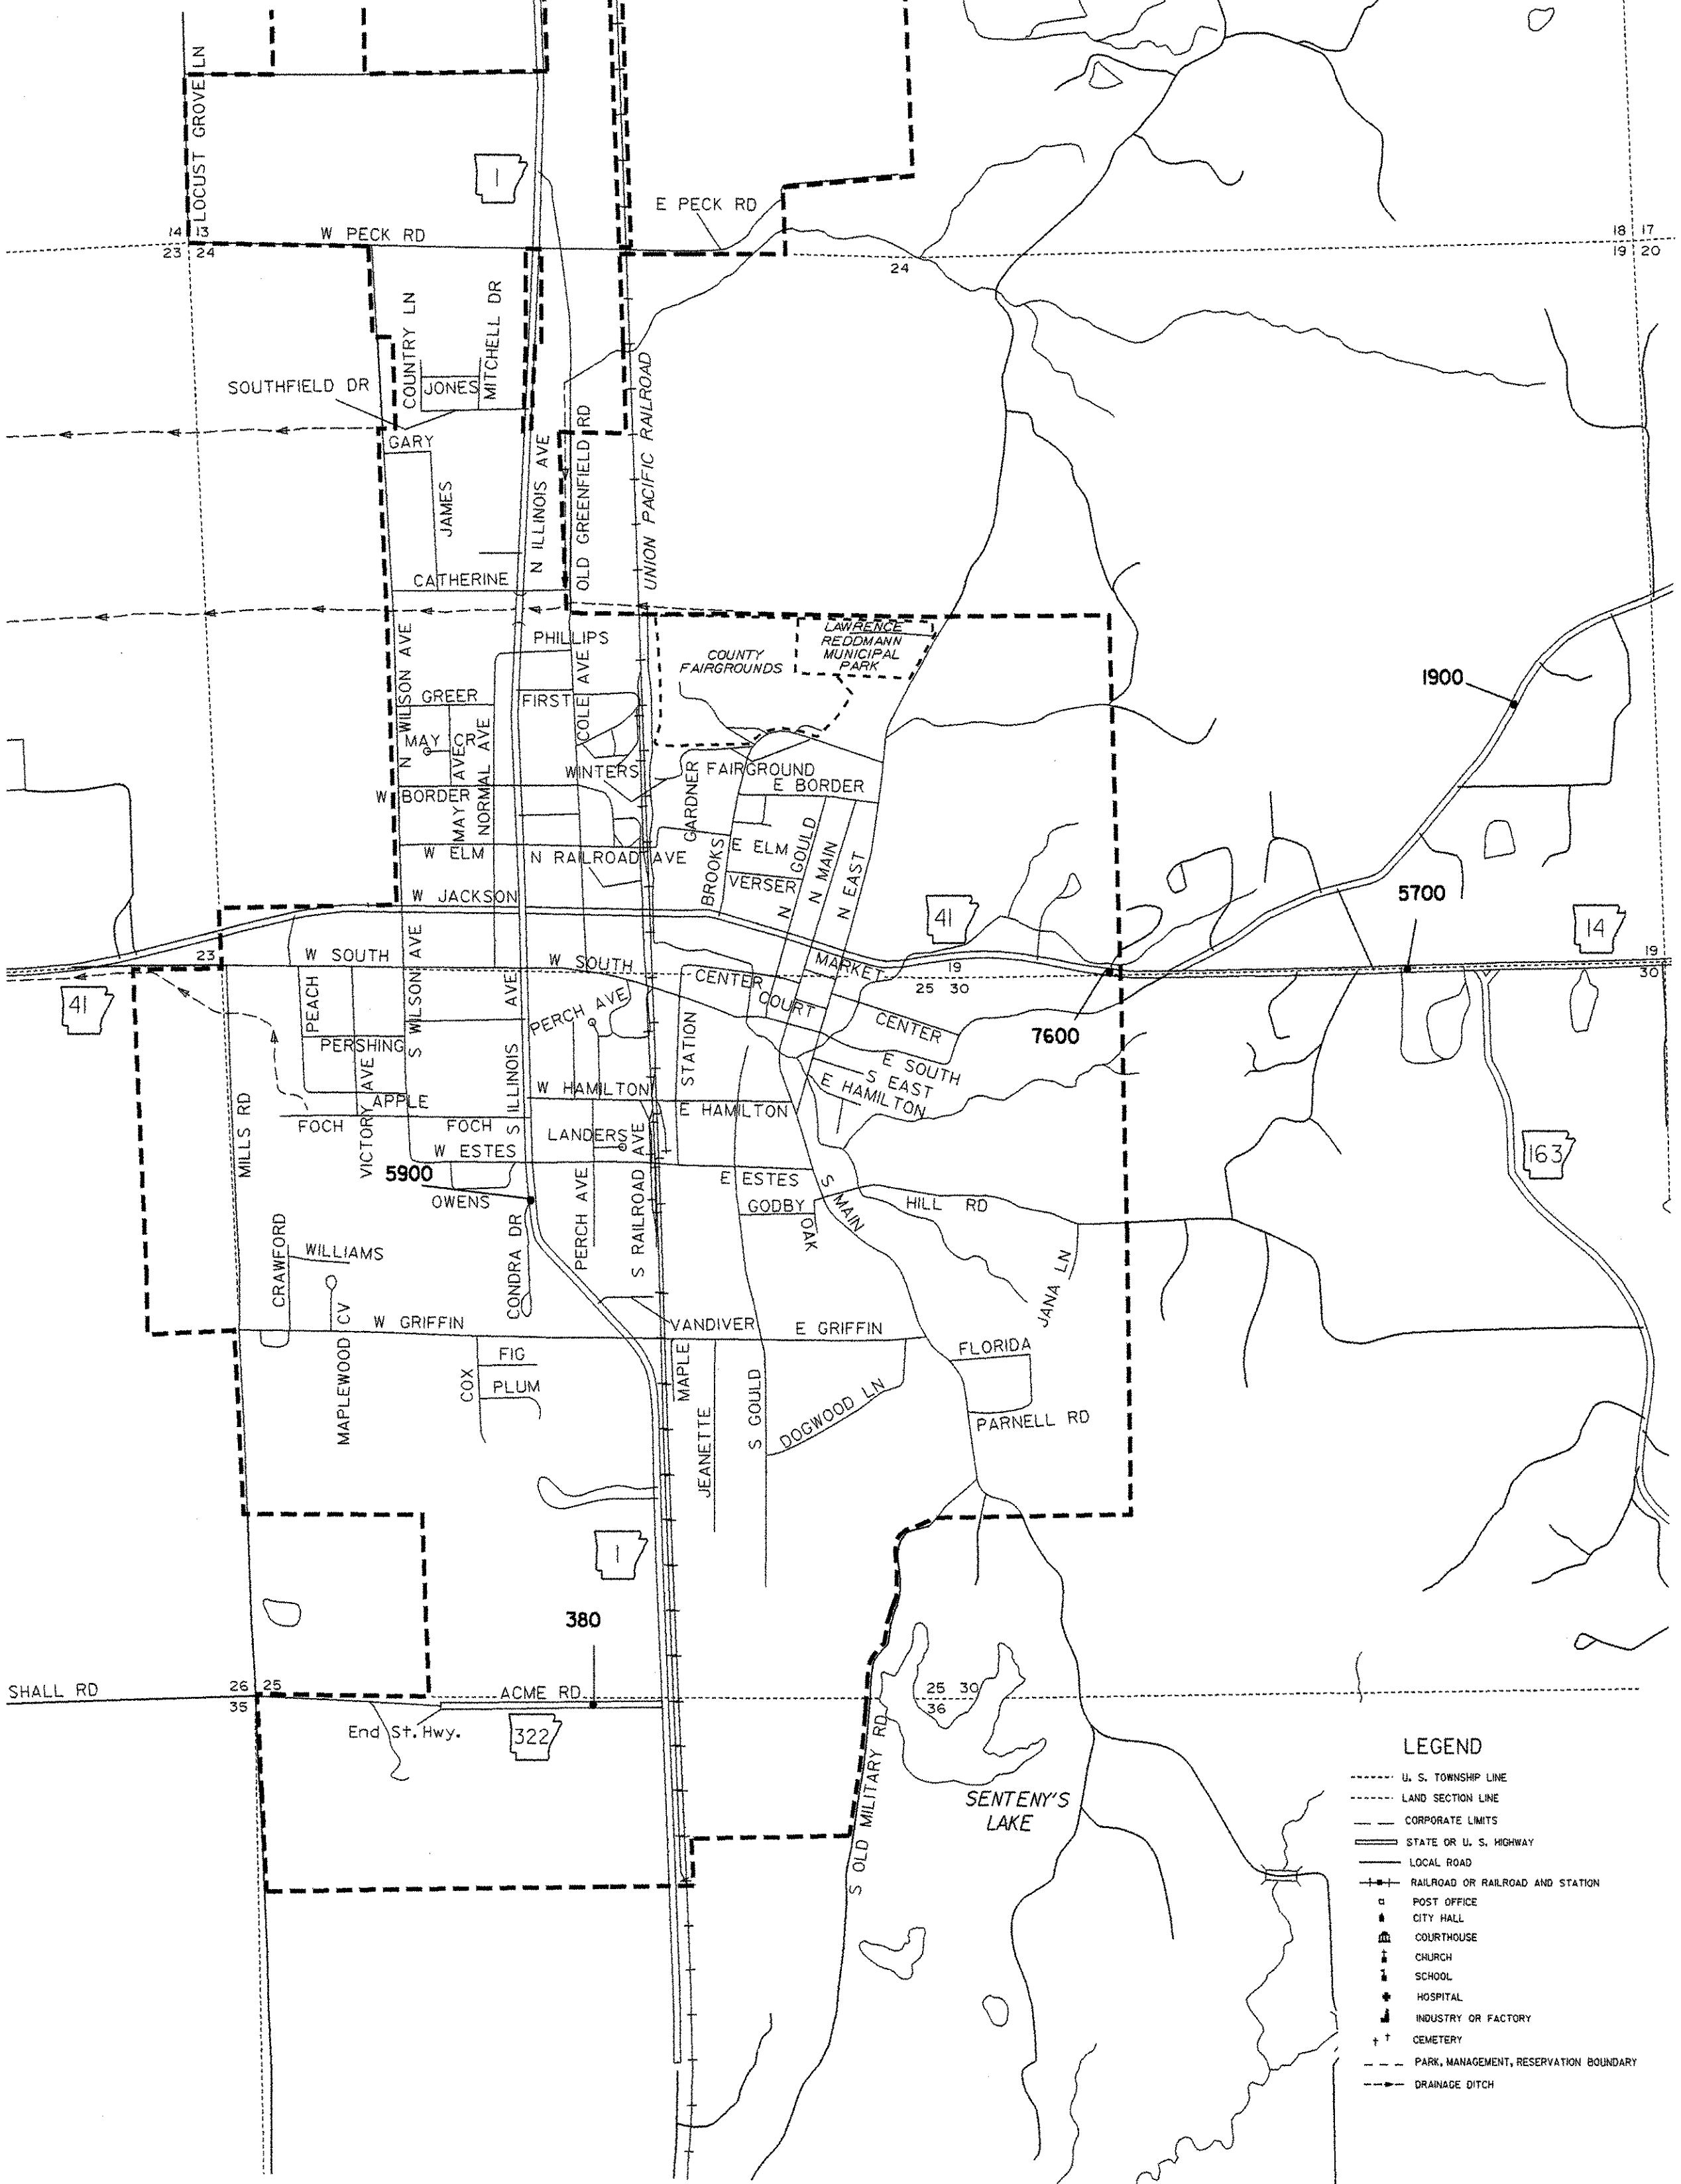 LOCUST GROVE LN
1
E PECK RD
W PECK RD
14 13
23 24
18 17
19 20
24
COUNTRY LN
MITCHELL DR
SOUTHFIELD DR
JONES
GARY
JAMES
N ILLINOIS AVE
OLD GREENFIELD RD
UNION PACIFIC RAILROAD
CATHERINE
PHILLIPS
LAWRENCE
REDDMANN
MUNICIPAL
PARK
COUNTY
FAIRGROUNDS
N WILSON AVE
GREER
FIRST
COLE AVE
1900
MAY CR
MAY AVE
NORMAL AVE
WINTERS
GARDNER
FAIRGROUND
E BORDER
W BORDER
W ELM
N RAILROAD AVE
BROOKS
E ELM
VERSER
N GOULD
N MAIN
N EAST
W JACKSON
41
5700
14
23
W SOUTH
W SOUTH
MARKET
19
25 30
19
30
41
PEACH
S WILSON AVE
S ILLINOIS AVE
PERCH AVE
CENTER
COURT
CENTER
7600
PERSHING
VICTORY AVE
STATION
E SOUTH
S EAST
E HAMILTON
W HAMILTON
E HAMILTON
APPLE
FOCH
FOCH
MILLS RD
LANDERS
W ESTES
E ESTES
163
5900
OWENS
PERCH AVE
S RAILROAD AVE
GODBY
OAK
S MAIN
HILL RD
CRAWFORD
WILLIAMS
CONDRA DR
JANA LN
MAPLEWOOD CV
W GRIFFIN
VANDIVER
E GRIFFIN
FLORIDA
COX
FIG
PLUM
MAPLE
JEANETTE
S GOULD
DOGWOOD LN
PARNELL RD
1
380
SHALL RD
26 25
35
ACME RD
End St. Hwy.
322
25 30
36
S OLD MILITARY RD
SENTENY'S
LAKE
LEGEND
U. S. TOWNSHIP LINE
LAND SECTION LINE
CORPORATE LIMITS
STATE OR U. S. HIGHWAY
LOCAL ROAD
RAILROAD OR RAILROAD AND STATION
POST OFFICE
CITY HALL
COURTHOUSE
CHURCH
SCHOOL
HOSPITAL
INDUSTRY OR FACTORY
CEMETERY
PARK, MANAGEMENT, RESERVATION BOUNDARY
DRAINAGE DITCH